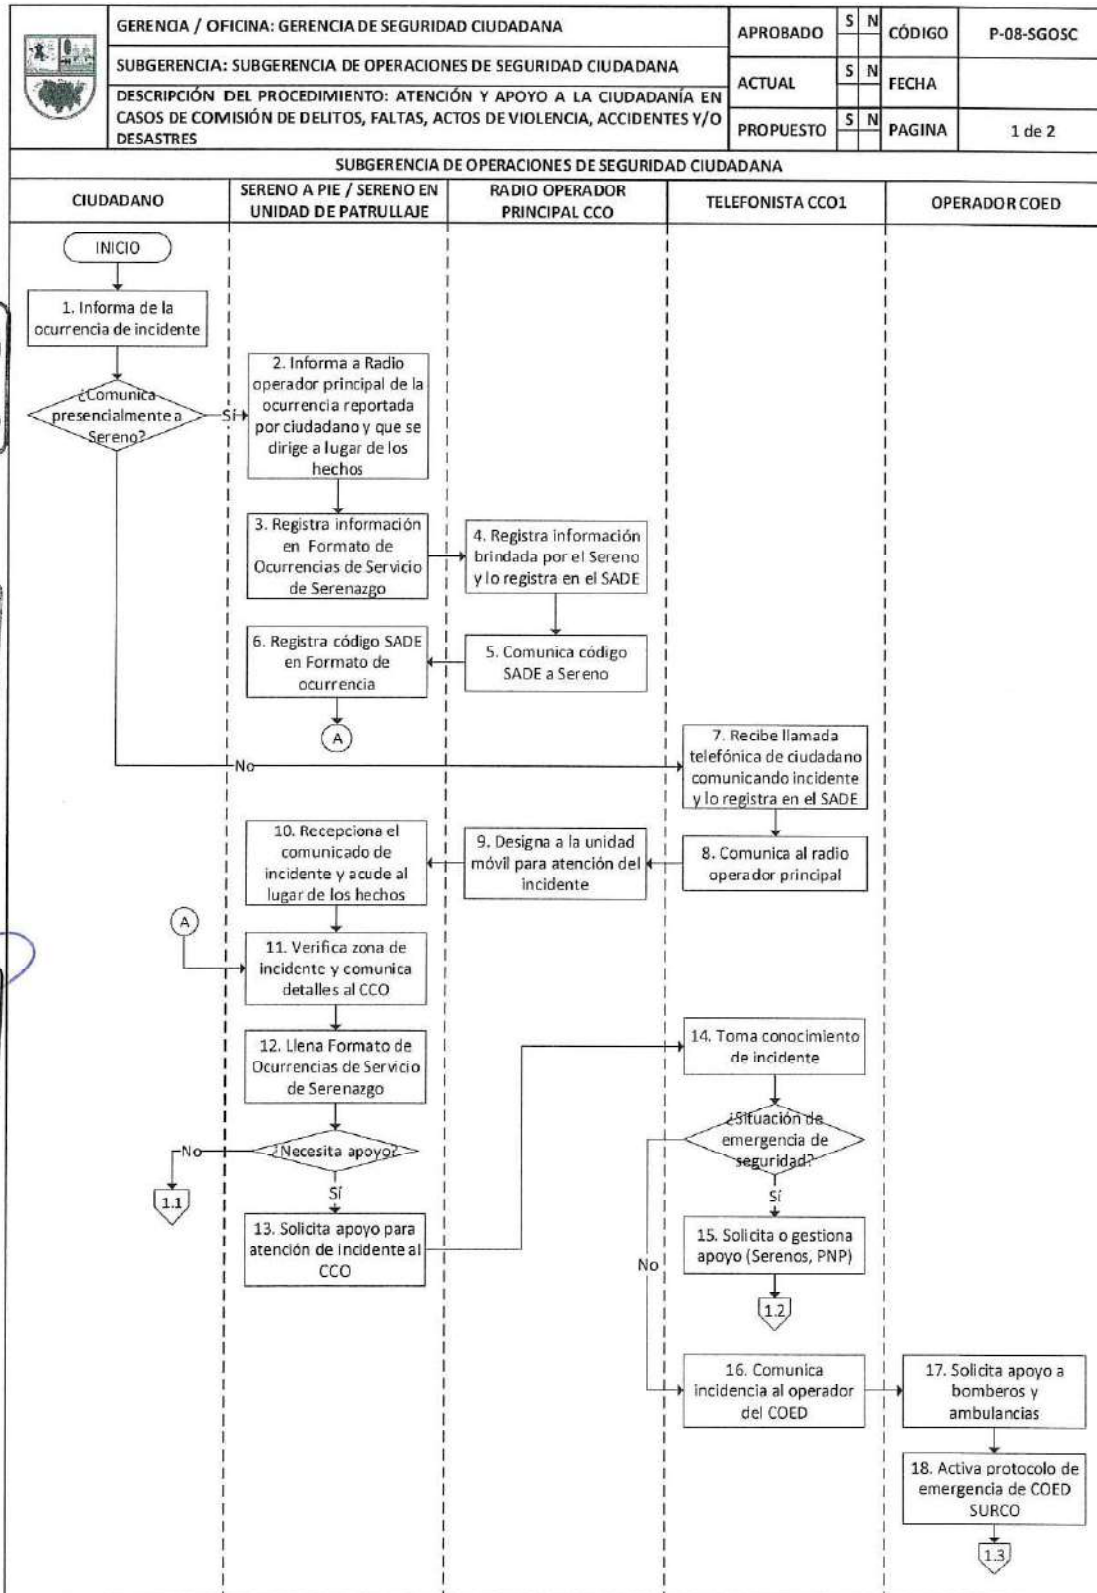 GERENCIA / OFICINA: GERENCIA DE SEGURIDAD CIUDADANA
APROBADO
S N
CÓDIGO
P-08-SGOSC
SUBGERENCIA: SUBGERENCIA DE OPERACIONES DE SEGURIDAD CIUDADANA
ACTUAL
S N
FECHA
DESCRIPCIÓN DEL PROCEDIMIENTO: ATENCIÓN Y APOYO A LA CIUDADANÍA EN
CASOS DE COMISIÓN DE DELITOS, FALTAS, ACTOS DE VIOLENCIA, ACCIDENTES Y/O
DESASTRES
PROPUESTO
S N
PAGINA
1 de 2
SUBGERENCIA DE OPERACIONES DE SEGURIDAD CIUDADANA
CIUDADANO
SERENO A PIE / SERENO EN
UNIDAD DE PATRULLAJE
RADIO OPERADOR
PRINCIPAL CCO
TELEFONISTA CCO1
OPERADOR COED
INICIO
1. Informa de la
ocurrencia de incidente
¿Comunica
presencialmente a
Sereno?
Sí
2. Informa a Radio
operador principal de la
ocurrencia reportada
por ciudadano y que se
dirige a lugar de los
hechos
3. Registra información
en Formato de
Ocurrencias de Servicio
de Serenazgo
4. Registra información
brindada por el Sereno
y lo registra en el SADE
5. Comunica código
SADE a Sereno
6. Registra código SADE
en Formato de
ocurrencia
A
No
7. Recibe llamada
telefónica de ciudadano
comunicando incidente
y lo registra en el SADE
8. Comunica al radio
operador principal
9. Designa a la unidad
móvil para atención del
incidente
10. Recepciona el
comunicado de
incidente y acude al
lugar de los hechos
A
11. Verifica zona de
incidente y comunica
detalles al CCO
12. Llena Formato de
Ocurrencias de Servicio
de Serenazgo
¿Necesita apoyo?
No
1.1
Sí
13. Solicita apoyo para
atención de Incidente al
CCO
14. Toma conocimiento
de incidente
¿Situación de
emergencia de
seguridad?
Sí
15. Solicita o gestiona
apoyo (Serenos, PNP)
1.2
No
16. Comunica
incidencia al operador
del COED
17. Solicita apoyo a
bomberos y
ambulancias
18. Activa protocolo de
emergencia de COED
SURCO
1.3